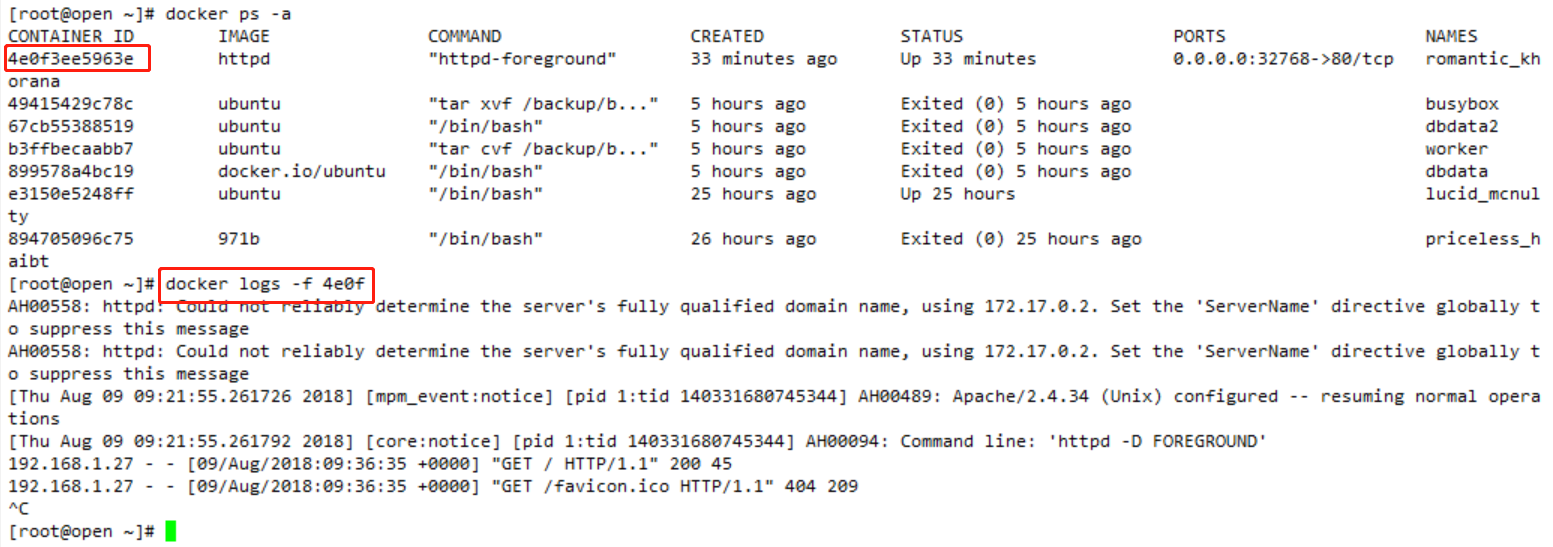 [root@open ~]# docker ps -a
CONTAINER ID        IMAGE               COMMAND                  CREATED             STATUS                    PORTS                   NAMES
4e0f3ee5963e        httpd               "httpd-foreground"       33 minutes ago      Up 33 minutes             0.0.0.0:32768->80/tcp   romantic_kh
orana
49415429c78c        ubuntu              "tar xvf /backup/b..."   5 hours ago         Exited (0) 5 hours ago                            busybox
67cb55388519        ubuntu              "/bin/bash"              5 hours ago         Exited (0) 5 hours ago                            dbdata2
b3ffbecaabb7        ubuntu              "tar cvf /backup/b..."   5 hours ago         Exited (0) 5 hours ago                            worker
899578a4bc19        docker.io/ubuntu    "/bin/bash"              5 hours ago         Exited (0) 5 hours ago                            dbdata
e3150e5248ff        ubuntu              "/bin/bash"              25 hours ago        Up 25 hours                                       lucid_mcnul
ty
894705096c75        971b                "/bin/bash"              26 hours ago        Exited (0) 25 hours ago                           priceless_h
aibt
[root@open ~]# docker logs -f 4e0f
AH00558: httpd: Could not reliably determine the server's fully qualified domain name, using 172.17.0.2. Set the 'ServerName' directive globally t
o suppress this message
AH00558: httpd: Could not reliably determine the server's fully qualified domain name, using 172.17.0.2. Set the 'ServerName' directive globally t
o suppress this message
[Thu Aug 09 09:21:55.261726 2018] [mpm_event:notice] [pid 1:tid 140331680745344] AH00489: Apache/2.4.34 (Unix) configured -- resuming normal opera
tions
[Thu Aug 09 09:21:55.261792 2018] [core:notice] [pid 1:tid 140331680745344] AH00094: Command line: 'httpd -D FOREGROUND'
192.168.1.27 - - [09/Aug/2018:09:36:35 +0000] "GET / HTTP/1.1" 200 45
192.168.1.27 - - [09/Aug/2018:09:36:35 +0000] "GET /favicon.ico HTTP/1.1" 404 209
^C
[root@open ~]#